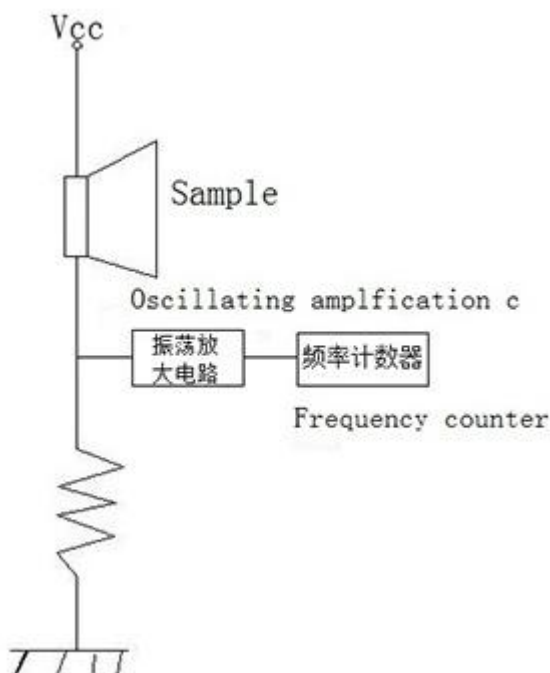 Vcc
Sample
Oscillating amplfication c
振荡放
大电路
频率计数器
Frequency counter